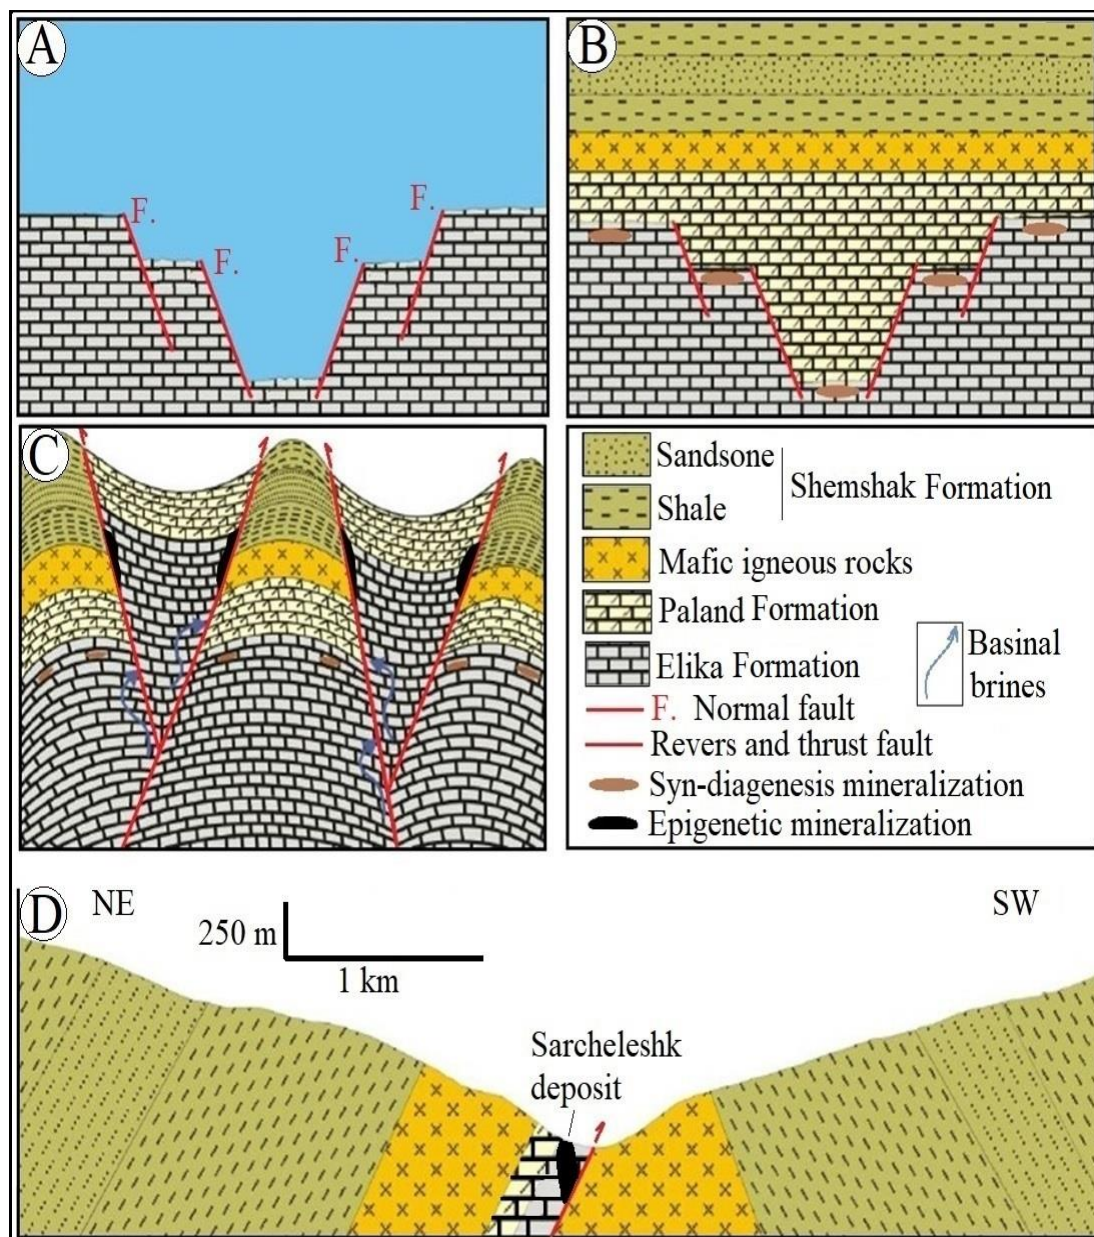 A
F.
F.
F.
F.
B
C
Sandsone
Shale
Shemshak Formation
Mafic igneous rocks
Paland Formation
Elika Formation
Basinal
brines
F. Normal fault
Revers and thrust fault
Syn-diagenesis mineralization
Epigenetic mineralization
D
NE
SW
250 m
1 km
Sarcheleshk
deposit